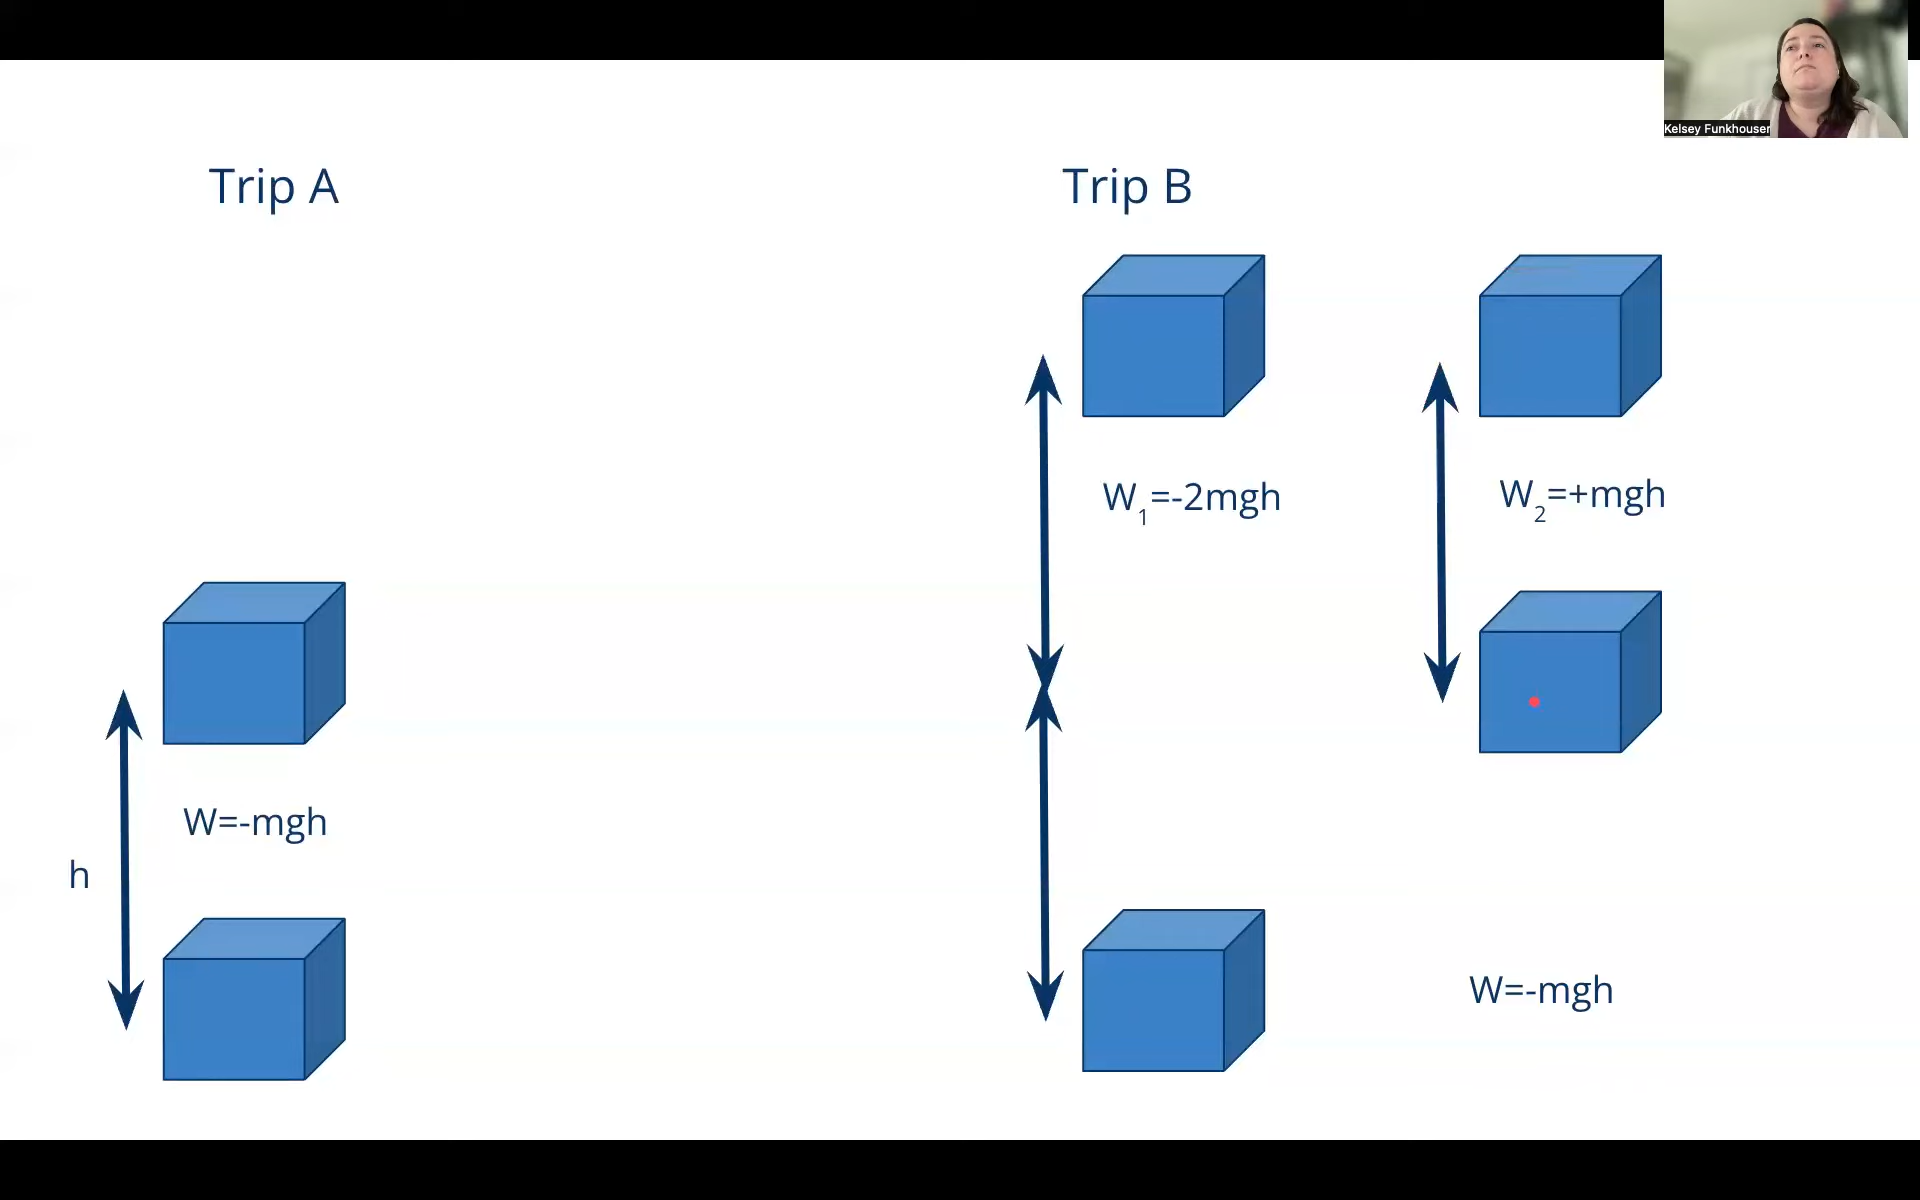 Kelsey Funkhouser
Trip A
Trip B
W₁=-2mgh
W₂=+mgh
W=-mgh
h
W=-mgh